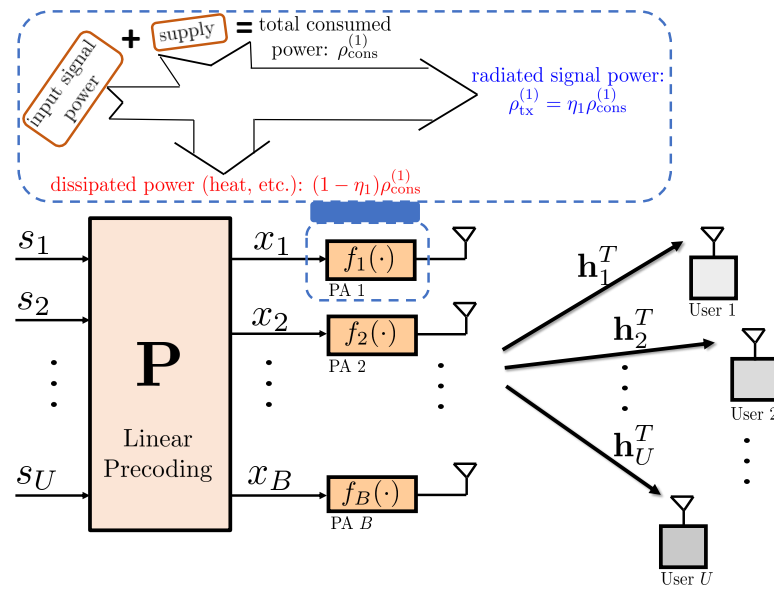 input signal
power
+
supply
=
total consumed
power: ρ_cons^(1)
radiated signal power:
ρ_tx^(1) = η_1 ρ_cons^(1)
dissipated power (heat, etc.): (1 − η_1)ρ_cons^(1)
s_1
s_2
s_U
P
Linear
Precoding
x_1
x_2
x_B
f_1(·)
PA 1
f_2(·)
PA 2
f_B(·)
PA B
h_1^T
h_2^T
h_U^T
User 1
User 2
User U